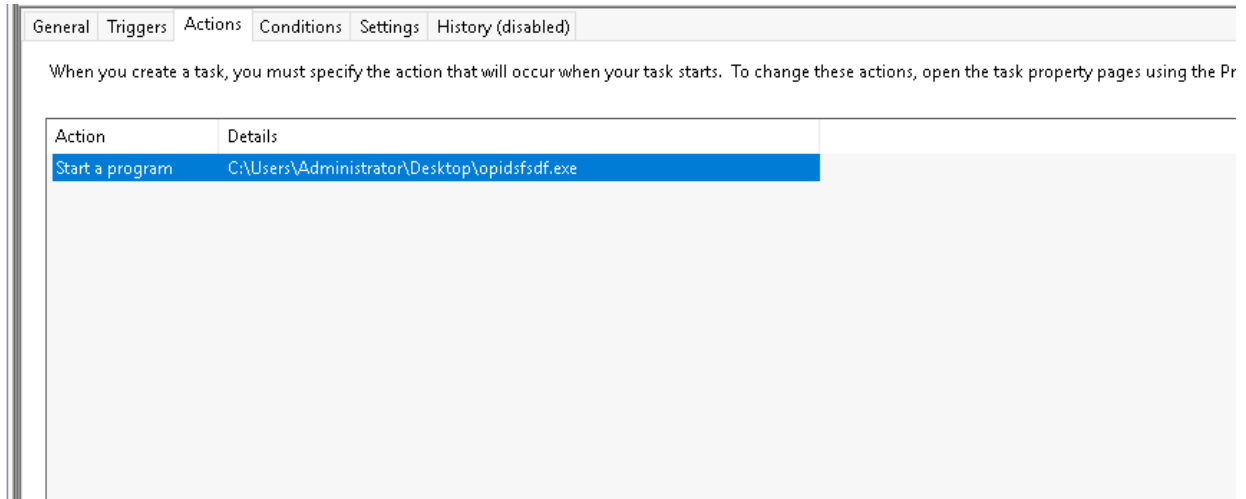 General Triggers Actions Conditions Settings History (disabled)
When you create a task, you must specify the action that will occur when your task starts. To change these actions, open the task property pages using the Pr
Action Details
Start a program C:\Users\Administrator\Desktop\opidsfsdf.exe